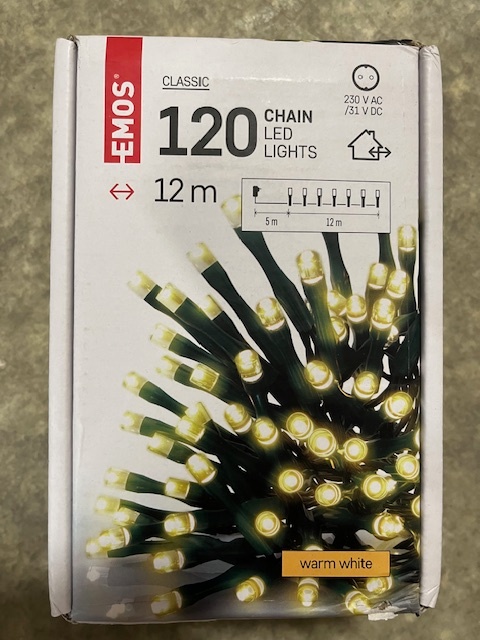 EMOS®
CLASSIC
120 CHAIN
LED
LIGHTS
230 V AC
/31 V DC
12 m
5 m 12 m
warm white